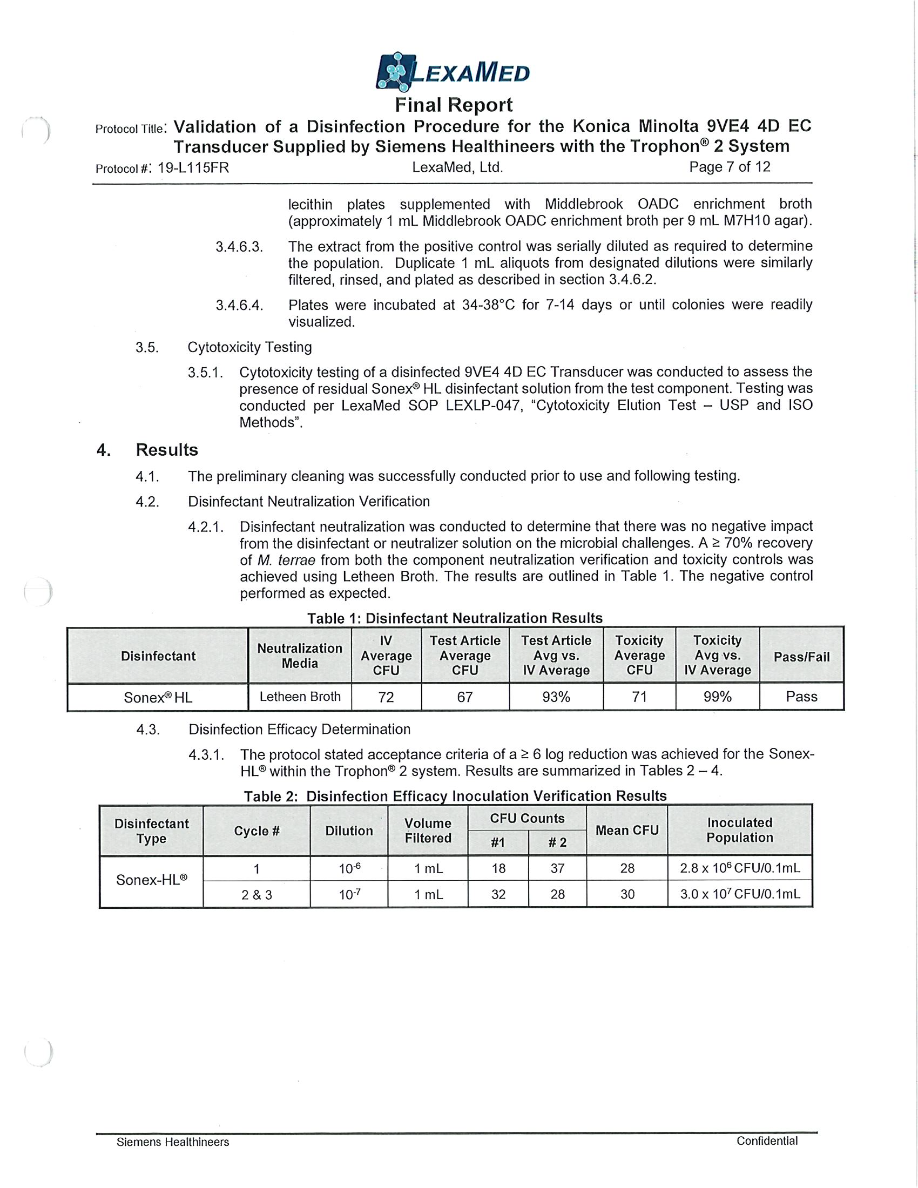 LEXAMED
Final Report
Protocol Title: Validation of a Disinfection Procedure for the Konica Minolta 9VE4 4D EC
Transducer Supplied by Siemens Healthineers with the Trophon® 2 System
Protocol #: 19-L115FR LexaMed, Ltd. Page 7 of 12
lecithin plates supplemented with Middlebrook OADC enrichment broth
(approximately 1 mL Middlebrook OADC enrichment broth per 9 mL M7H10 agar).
3.4.6.3. The extract from the positive control was serially diluted as required to determine
the population. Duplicate 1 mL aliquots from designated dilutions were similarly
filtered, rinsed, and plated as described in section 3.4.6.2.
3.4.6.4. Plates were incubated at 34-38°C for 7-14 days or until colonies were readily
visualized.
3.5. Cytotoxicity Testing
3.5.1. Cytotoxicity testing of a disinfected 9VE4 4D EC Transducer was conducted to assess the
presence of residual Sonex® HL disinfectant solution from the test component. Testing was
conducted per LexaMed SOP LEXLP-047, “Cytotoxicity Elution Test – USP and ISO
Methods”.
4. Results
4.1. The preliminary cleaning was successfully conducted prior to use and following testing.
4.2. Disinfectant Neutralization Verification
4.2.1. Disinfectant neutralization was conducted to determine that there was no negative impact
from the disinfectant or neutralizer solution on the microbial challenges. A ≥ 70% recovery
of M. terrae from both the component neutralization verification and toxicity controls was
achieved using Letheen Broth. The results are outlined in Table 1. The negative control
performed as expected.
Table 1: Disinfectant Neutralization Results
Disinfectant Neutralization Media IV Average CFU Test Article Average CFU Test Article Avg vs. IV Average Toxicity Average CFU Toxicity Avg vs. IV Average Pass/Fail
Sonex® HL Letheen Broth 72 67 93% 71 99% Pass
4.3. Disinfection Efficacy Determination
4.3.1. The protocol stated acceptance criteria of a ≥ 6 log reduction was achieved for the Sonex-
HL® within the Trophon® 2 system. Results are summarized in Tables 2 – 4.
Table 2: Disinfection Efficacy Inoculation Verification Results
Disinfectant Type Cycle # Dilution Volume Filtered CFU Counts #1 # 2 Mean CFU Inoculated Population
Sonex-HL® 1 10⁻⁶ 1 mL 18 37 28 2.8 x 10⁶ CFU/0.1mL
2 & 3 10⁻⁷ 1 mL 32 28 30 3.0 x 10⁷ CFU/0.1mL
Siemens Healthineers Confidential